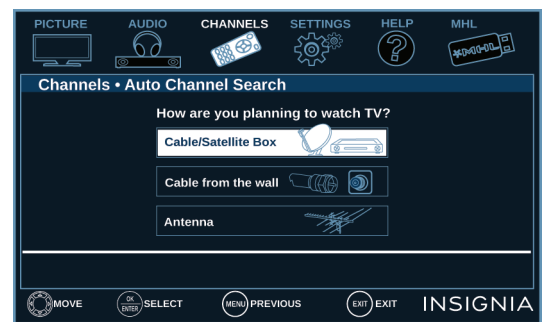 PICTURE AUDIO CHANNELS SETTINGS HELP MHL
MHL
Channels • Auto Channel Search
How are you planning to watch TV?
Cable/Satellite Box
Cable from the wall
Antenna
MOVE OK ENTER SELECT MENU PREVIOUS EXIT EXIT INSIGNIA